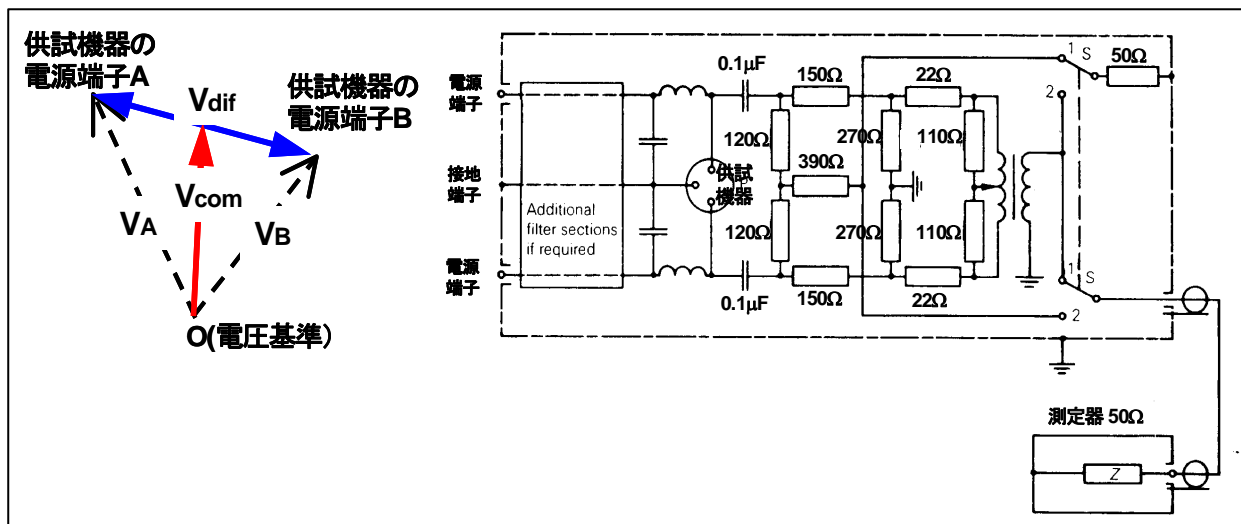 供試機器の
電源端子A
供試機器の
電源端子B
Vdif
Vcom
VA
VB
O(電圧基準)
電源
端子
接地
端子
電源
端子
Additional
filter sections
if required
0.1μF
150Ω
22Ω
120Ω
390Ω
270Ω
110Ω
供試
機器
120Ω
270Ω
110Ω
0.1μF
150Ω
22Ω
1
S
50Ω
2
1
S
2
測定器 50Ω
Z